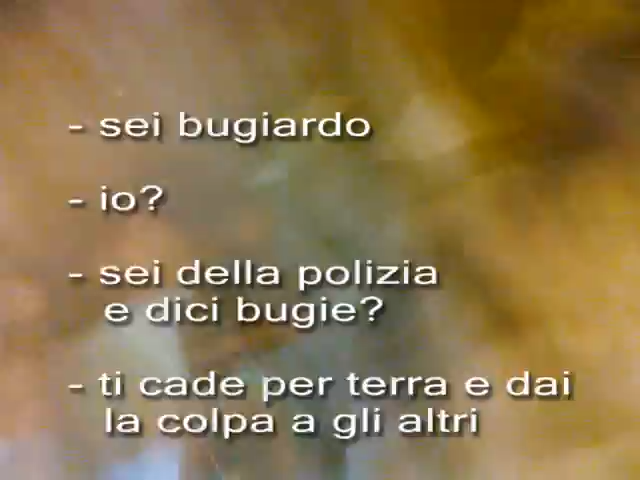 - sei bugiardo
- io?
- sei della polizia
e dici bugie?
- ti cade per terra e dai
la colpa a gli altri